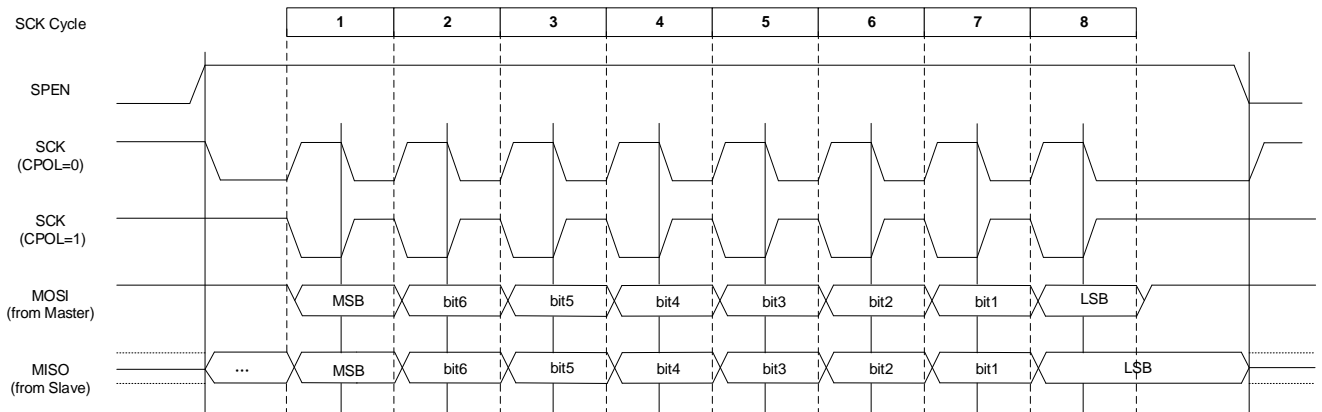 SCK Cycle 1 2 3 4 5 6 7 8
SPEN
SCK
(CPOL=0)
SCK
(CPOL=1)
MOSI
(from Master)
MSB bit6 bit5 bit4 bit3 bit2 bit1 LSB
MISO
(from Slave)
... MSB bit6 bit5 bit4 bit3 bit2 bit1 LSB